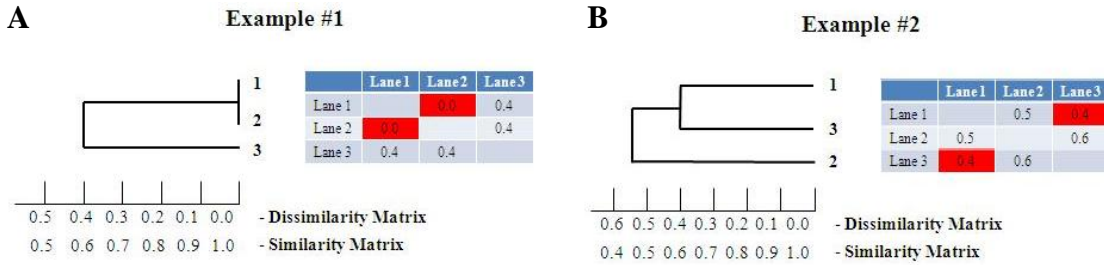 A
Example #1
1
2
3
Lane1 Lane2 Lane3
Lane 1 0.0 0.4
Lane 2 0.0 0.4
Lane 3 0.4 0.4
0.5 0.4 0.3 0.2 0.1 0.0 - Dissimilarity Matrix
0.5 0.6 0.7 0.8 0.9 1.0 - Similarity Matrix
B
Example #2
1
3
2
Lane1 Lane2 Lane3
Lane 1 0.5 0.4
Lane 2 0.5 0.6
Lane 3 0.4 0.6
0.6 0.5 0.4 0.3 0.2 0.1 0.0 - Dissimilarity Matrix
0.4 0.5 0.6 0.7 0.8 0.9 1.0 - Similarity Matrix